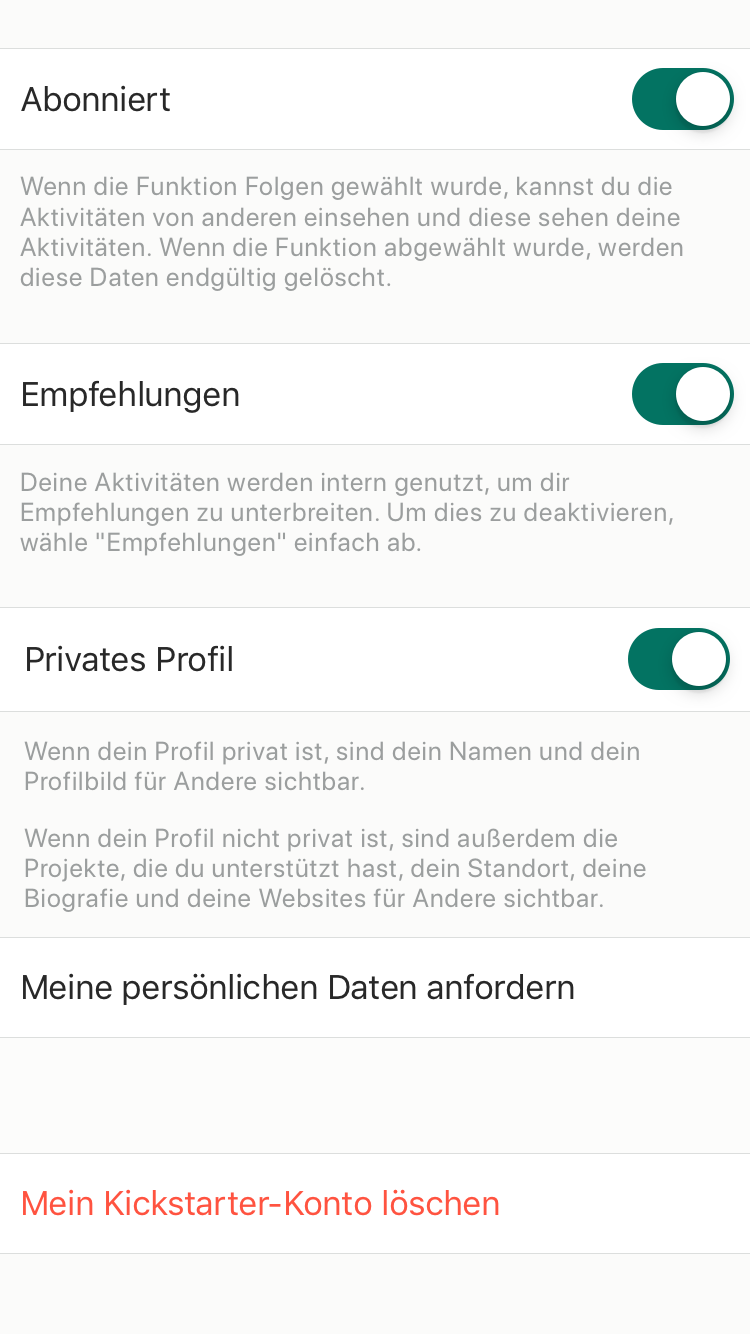 Abonniert
Wenn die Funktion Folgen gewählt wurde, kannst du die
Aktivitäten von anderen einsehen und diese sehen deine
Aktivitäten. Wenn die Funktion abgewählt wurde, werden
diese Daten endgültig gelöscht.
Empfehlungen
Deine Aktivitäten werden intern genutzt, um dir
Empfehlungen zu unterbreiten. Um dies zu deaktivieren,
wähle "Empfehlungen" einfach ab.
Privates Profil
Wenn dein Profil privat ist, sind dein Namen und dein
Profilbild für Andere sichtbar.
Wenn dein Profil nicht privat ist, sind außerdem die
Projekte, die du unterstützt hast, dein Standort, deine
Biografie und deine Websites für Andere sichtbar.
Meine persönlichen Daten anfordern
Mein Kickstarter-Konto löschen